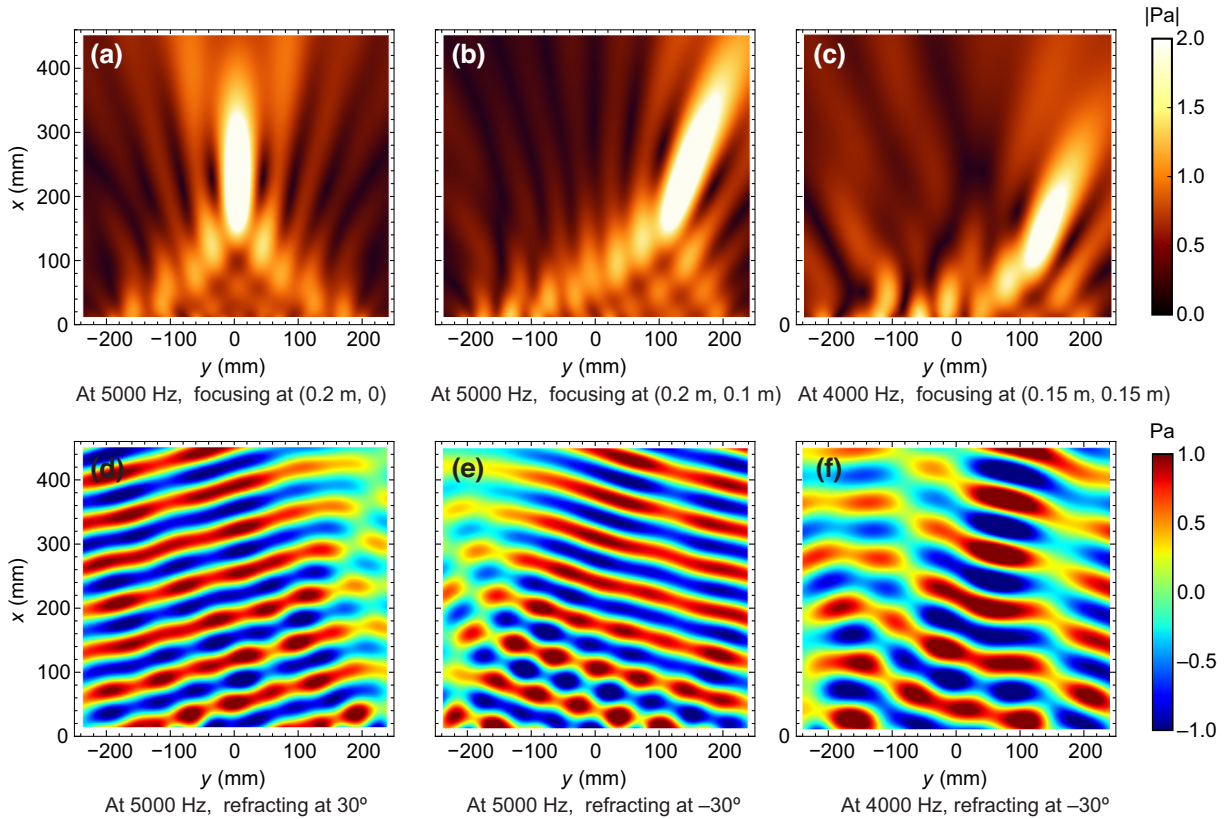 |Pa|
(a) (b) (c)
2.0
1.5
1.0
0.5
0.0
x (mm)
400
300
200
100
0
0
−200 −100 0 100 200
−200 −100 0 100 200
−200 −100 0 100 200
y (mm) y (mm) y (mm)
At 5000 Hz, focusing at (0.2 m, 0)
At 5000 Hz, focusing at (0.2 m, 0.1 m)
At 4000 Hz, focusing at (0.15 m, 0.15 m)
Pa
(d) (e) (f)
1.0
0.5
0.0
−0.5
−1.0
x (mm)
400
300
200
100
0
0
−200 −100 0 100 200
−200 −100 0 100 200
−200 −100 0 100 200
y (mm) y (mm) y (mm)
At 5000 Hz, refracting at 30º
At 5000 Hz, refracting at –30º
At 4000 Hz, refracting at –30º